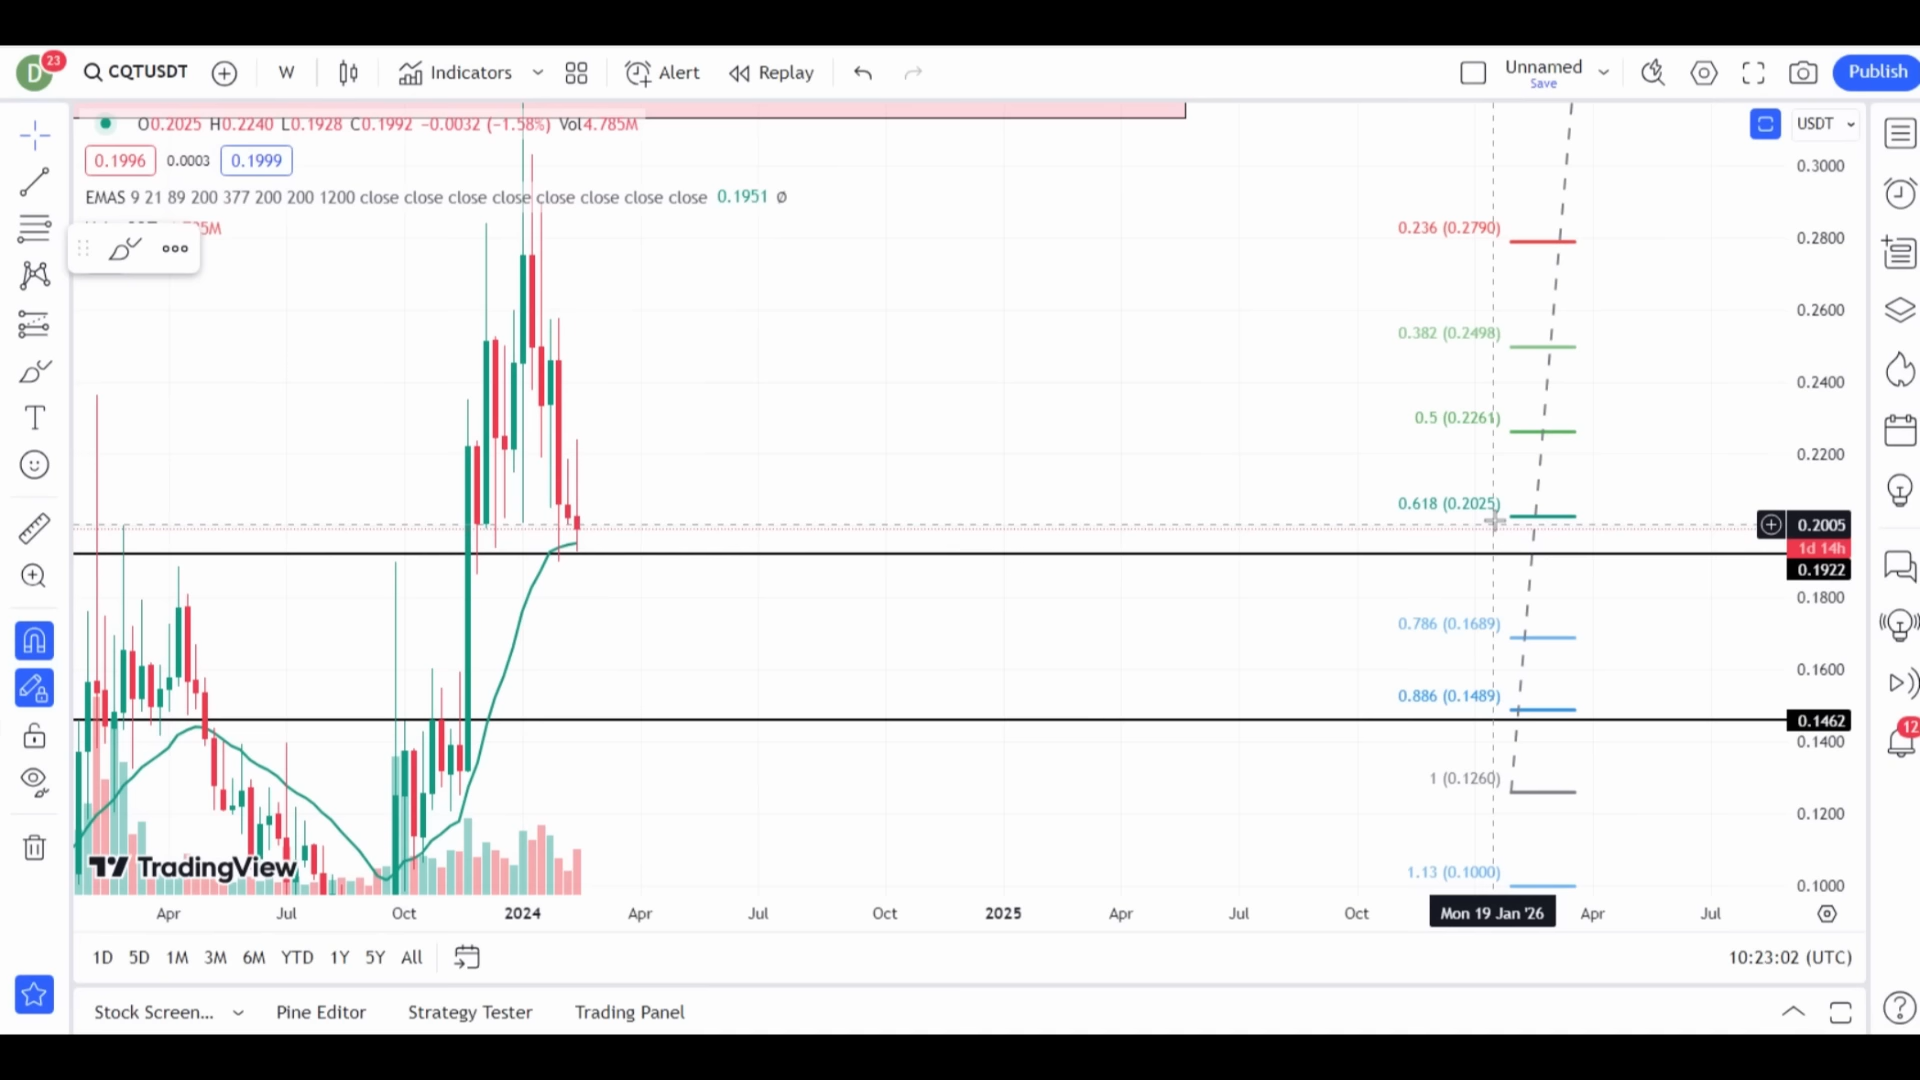 D 23 CQTUSDT W Indicators Alert Replay Unnamed Publish
Save
O0.2025 H0.2240 L0.1928 C0.1992 −0.0032 (−1.58%) Vol4.785M
USDT
0.1996 0.0003 0.1999
EMAS 9 21 89 200 377 200 200 1200 close close close close close close close close 0.1951 Ø
0.3000
0.236 (0.2790)
0.2800
0.2600
0.382 (0.2498)
0.2400
0.5 (0.2261)
0.2200
0.618 (0.2025)
0.2005
1d 14h
0.1922
0.1800
0.786 (0.1689)
0.1600
0.886 (0.1489)
0.1462
0.1400
12
1 (0.1260)
0.1200
TradingView
1.13 (0.1000)
0.1000
Apr Jul Oct 2024 Apr Jul Oct 2025 Apr Jul Oct Mon 19 Jan '26 Apr Jul
1D 5D 1M 3M 6M YTD 1Y 5Y All 10:23:02 (UTC)
Stock Screen... Pine Editor Strategy Tester Trading Panel